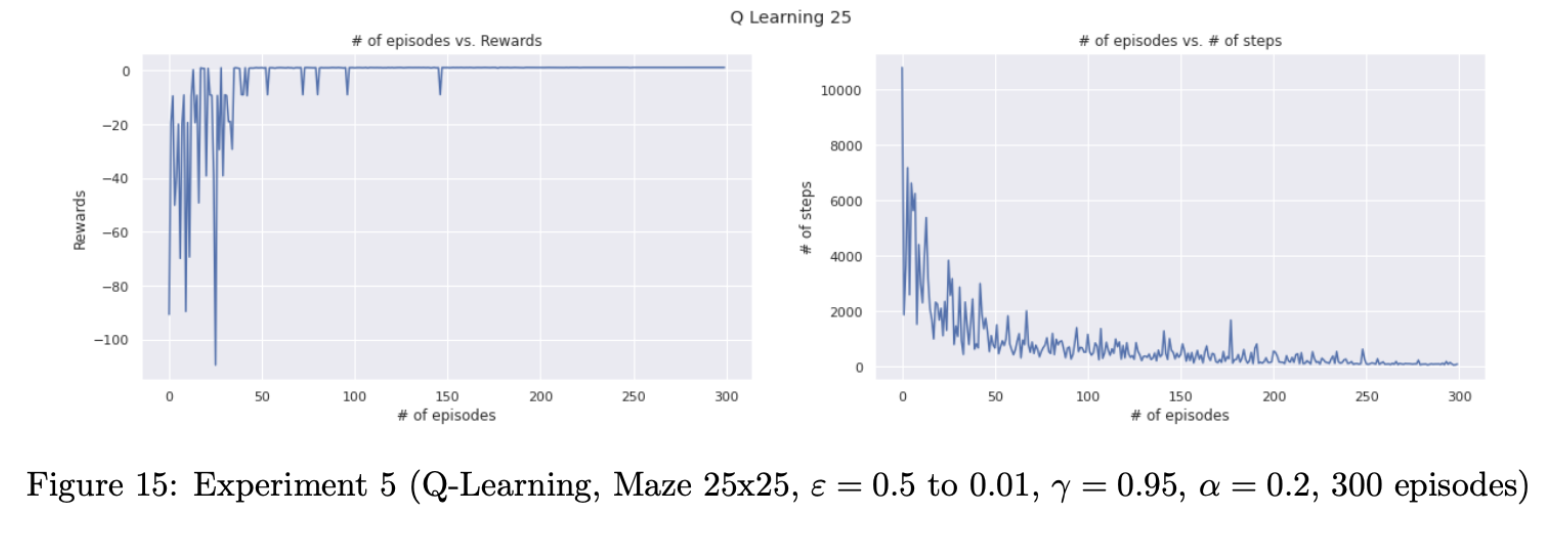 Q Learning 25
# of episodes vs. Rewards
0
−20
−40
−60
−80
−100
Rewards
0 50 100 150 200 250 300
# of episodes
# of episodes vs. # of steps
10000
8000
6000
4000
2000
0
# of steps
0 50 100 150 200 250 300
# of episodes
Figure 15: Experiment 5 (Q-Learning, Maze 25x25, ε = 0.5 to 0.01, γ = 0.95, α = 0.2, 300 episodes)